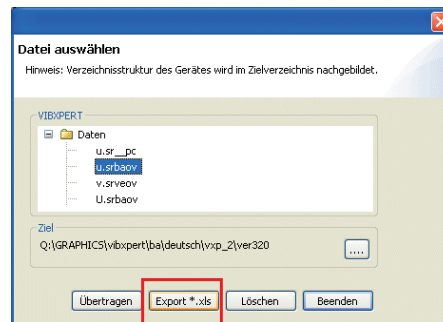 Datei auswählen
Hinweis: Verzeichnisstruktur des Gerätes wird im Zielverzeichnis nachgebildet.
VIBXPERT
Daten
u.sr__pc
u.srbaov
v.srveov
U.srbaov
Ziel
Q:\GRAPHICS\vibxpert\ba\deutsch\vxp_2\ver320
....
Übertragen Export *.xls Löschen Beenden